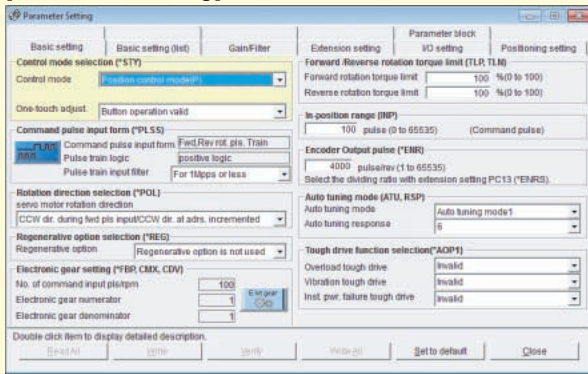 Parameter Setting
Parameter block
Basic setting
Basic setting (list)
Gain/Filter
Extension setting
I/O setting
Positioning setting
Control mode selection (*STY)
Control mode
Position control mode(P)
One-touch adjust.
Button operation valid
Command pulse input form (*PLSS)
Command pulse input form
Fwd,Rev rot. pls. Train
Pulse train logic
positive logic
Pulse train input filter
For 1Mpps or less
Rotation direction selection (*POL)
servo motor rotation direction
CCW dir. during fwd pls input/CCW dir. at adrs. incremented
Regenerative option selection (*REG)
Regenerative option
Regenerative option is not used
Electronic gear setting (*FBP, CMX, CDV)
No. of command input pls/rpm
100
Electronic gear numerator
1
Electronic gear denominator
1
Forward /Reverse rotation torque limit (TLP, TLN)
Forward rotation torque limit
100 %(0 to 100)
Reverse rotation torque limit
100 %(0 to 100)
In-position range (INP)
100 pulse (0 to 65535) (Command pulse)
Encoder Output pulse (*ENR)
4000 pulse/rev (1 to 65535)
Select the dividing ratio with extension setting PC13 (*ENRS).
Auto tuning mode (ATU, RSP)
Auto tuning mode
Auto tuning mode1
Auto tuning response
6
Tough drive function selection(*AOP1)
Overload tough drive
Invalid
Vibration tough drive
Invalid
Inst. pwr. failure tough drive
Invalid
Double click Item to display detailed description.
Read All
Write
Verify
Write All
Set to default
Close